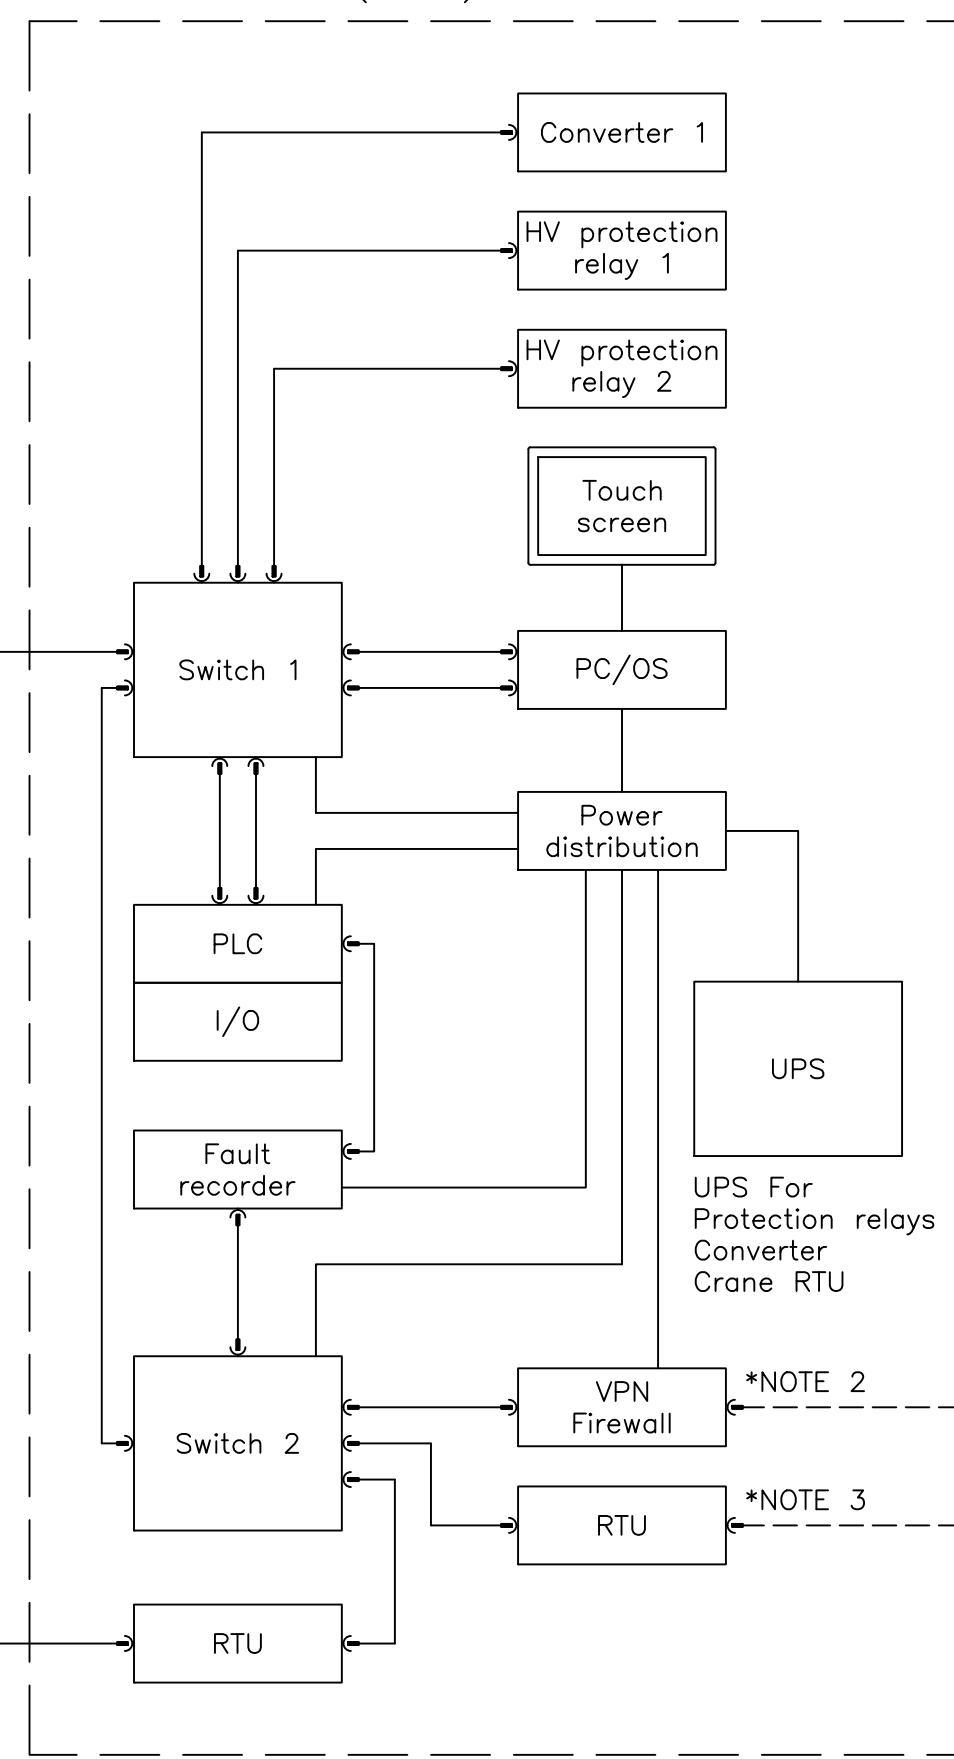 Converter 1
HV protection
relay 1
HV protection
relay 2
Touch
screen
Switch 1
PC/OS
Power
distribution
PLC
I/O
UPS
Fault
recorder
UPS For
Protection relays
Converter
Crane RTU
VPN
Firewall
*NOTE 2
Switch 2
*NOTE 3
RTU
RTU